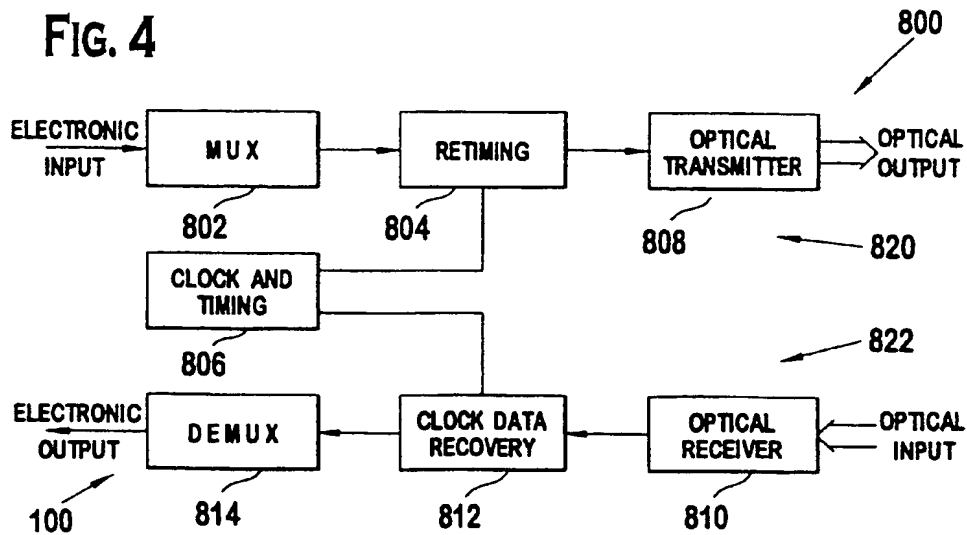 FIG. 4
800
ELECTRONIC
INPUT
MUX
RETIMING
OPTICAL
TRANSMITTER
OPTICAL
OUTPUT
802
804
808
820
CLOCK AND
TIMING
806
822
ELECTRONIC
OUTPUT
DEMUX
CLOCK DATA
RECOVERY
OPTICAL
RECEIVER
OPTICAL
INPUT
100
814
812
810